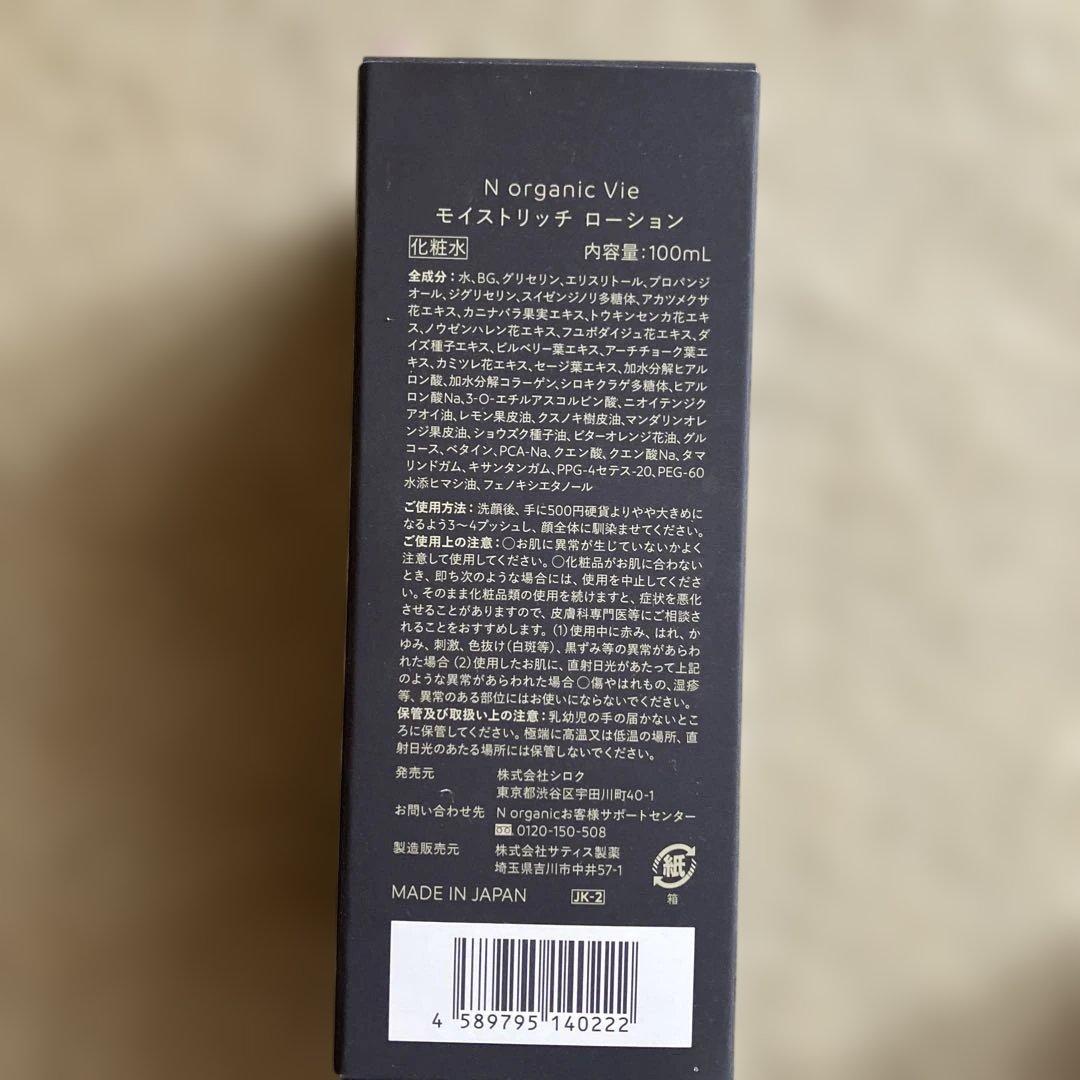 N organic Vie
モイストリッチ ローション
化粧水 内容量：100mL
全成分：水、BG、グリセリン、エリスリトール、プロパンジ
オール、ジグリセリン、スイゼンジノリ多糖体、アカツメクサ
花エキス、カニナバラ果実エキス、トウキンセンカ花エキ
ス、ノウゼンハレン花エキス、フユボダイジュ花エキス、ダ
イズ種子エキス、ビルベリー葉エキス、アーチチョーク葉エ
キス、カミツレ花エキス、セージ葉エキス、加水分解ヒアル
ロン酸、加水分解コラーゲン、シロキクラゲ多糖体、ヒアル
ロン酸Na、3-O-エチルアスコルビン酸、ニオイテンジク
アオイ油、レモン果皮油、クスノキ樹皮油、マンダリンオレ
ンジ果皮油、ショウズク種子油、ビターオレンジ花油、グル
コース、ベタイン、PCA-Na、クエン酸、クエン酸Na、タマ
リンドガム、キサンタンガム、PPG-4セテス-20、PEG-60
水添ヒマシ油、フェノキシエタノール
ご使用方法：洗顔後、手に500円硬貨よりやや大きめに
なるよう3〜4プッシュし、顔全体に馴染ませてください。
ご使用上の注意：○お肌に異常が生じていないかよく
注意して使用してください。○化粧品がお肌に合わない
とき、即ち次のような場合には、使用を中止してくださ
い。そのまま化粧品類の使用を続けますと、症状を悪化
させることがありますので、皮膚科専門医等にご相談さ
れることをおすすめします。(1)使用中に赤み、はれ、か
ゆみ、刺激、色抜け(白斑等)、黒ずみ等の異常があらわ
れた場合 (2)使用したお肌に、直射日光があたって上記
のような異常があらわれた場合 ○傷やはれもの、湿疹
等、異常のある部位にはお使いにならないでください。
保管及び取扱い上の注意：乳幼児の手の届かないとこ
ろに保管してください。極端に高温又は低温の場所、直
射日光のあたる場所には保管しないでください。
発売元 株式会社シロク
東京都渋谷区宇田川町40-1
お問い合わせ先 N organicお客様サポートセンター
0120-150-508
製造販売元 株式会社サティス製薬
埼玉県吉川市中井57-1
紙
箱
MADE IN JAPAN JK-2
4 589795 140222